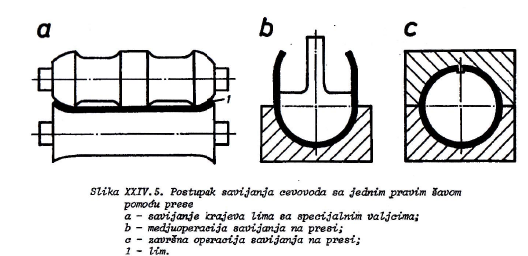 a
b
c
1
Slika XXIV.5. Postupak savijanja cevovoda sa jednim pravim šavom
pomoću prese
a - savijanje krajeva lima sa specijalnim valjcima;
b - medjuoperacija savijanja na presi;
c - završna operacija savijanja na presi;
1 - lim.